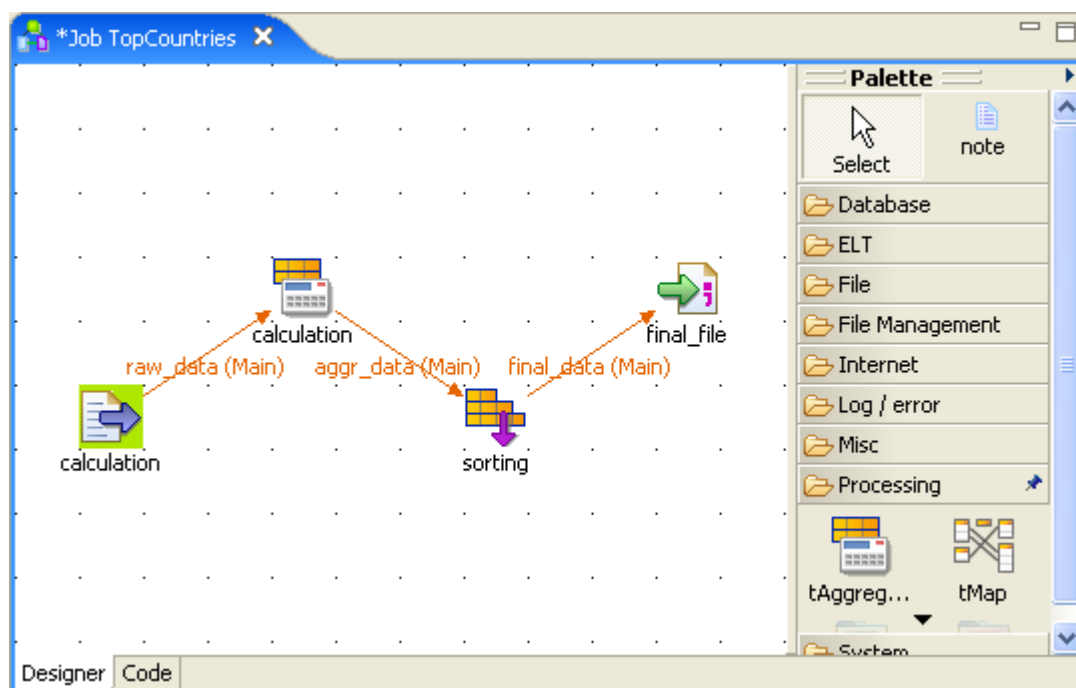 *Job TopCountries
Palette
Select
note
Database
ELT
File
File Management
Internet
Log / error
Misc
Processing
tAggreg...
tMap
System
calculation
final_file
raw_data (Main)
aggr_data (Main)
final_data (Main)
calculation
sorting
Designer
Code